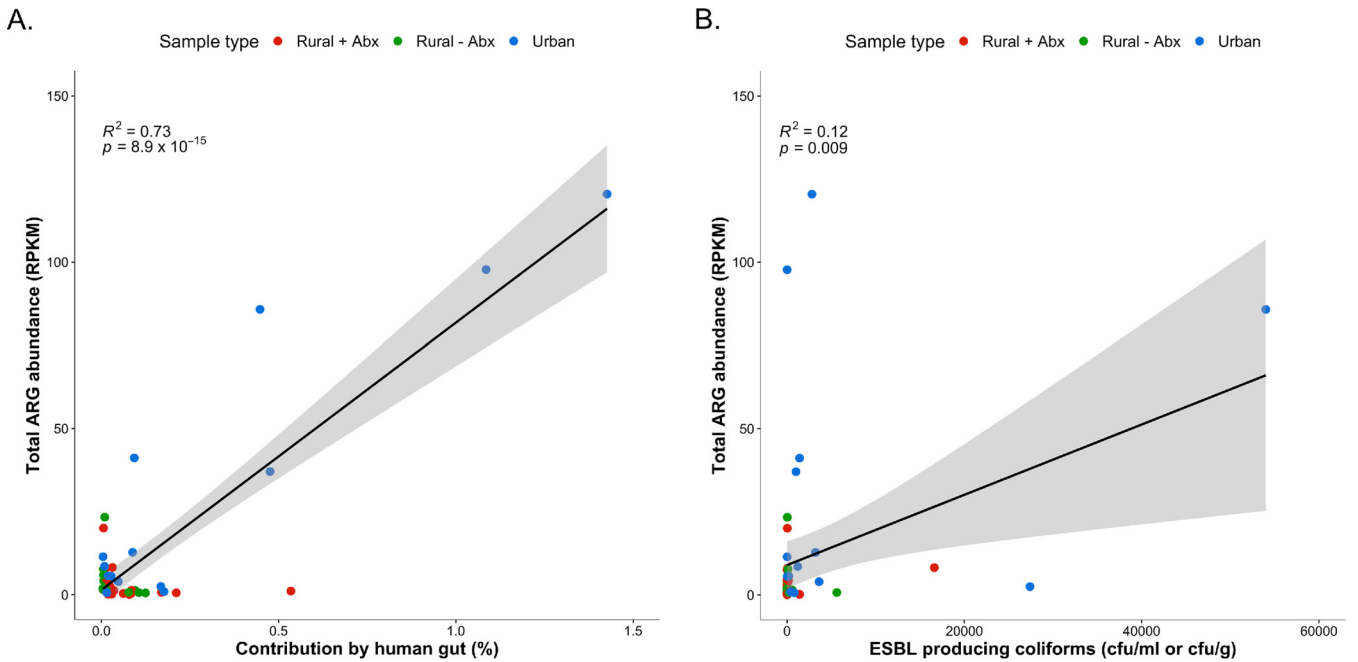 A.
Sample type Rural + Abx Rural - Abx Urban
150
R² = 0.73
p = 8.9 x 10⁻¹⁵
100
50
0
Total ARG abundance (RPKM)
0.0 0.5 1.0 1.5
Contribution by human gut (%)
B.
Sample type Rural + Abx Rural - Abx Urban
150
R² = 0.12
p = 0.009
100
50
0
Total ARG abundance (RPKM)
0 20000 40000 60000
ESBL producing coliforms (cfu/ml or cfu/g)